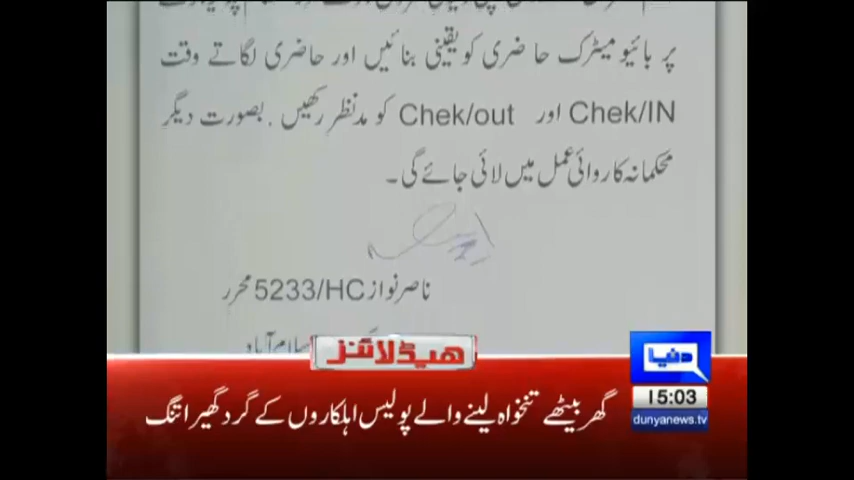 پر بائیومیٹرک حاضری کو یقینی بنائیں اور حاضری لگاتے وقت
Chek/IN اور Chek/out کو مدنظر رکھیں ۔ بصورت دیگر
محکمانہ کاروائی عمل میں لائی جائے گی۔
ناصر نواز 5233/HC محرر
ہیڈلائنز
دنیا
15:03
dunyanews.tv
گھر بیٹھے تنخواہ لینے والے پولیس اہلکاروں کے گرد گھیرا تنگ